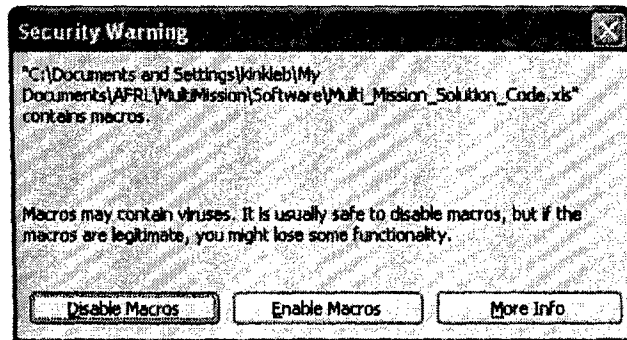 Security Warning
"C:\Documents and Settings\kinkleb\My
Documents\AFRL\MultiMission\Software\Multi_Mission_Solution_Code.xls"
contains macros.
Macros may contain viruses. It is usually safe to disable macros, but if the
macros are legitimate, you might lose some functionality.
Disable Macros
Enable Macros
More Info